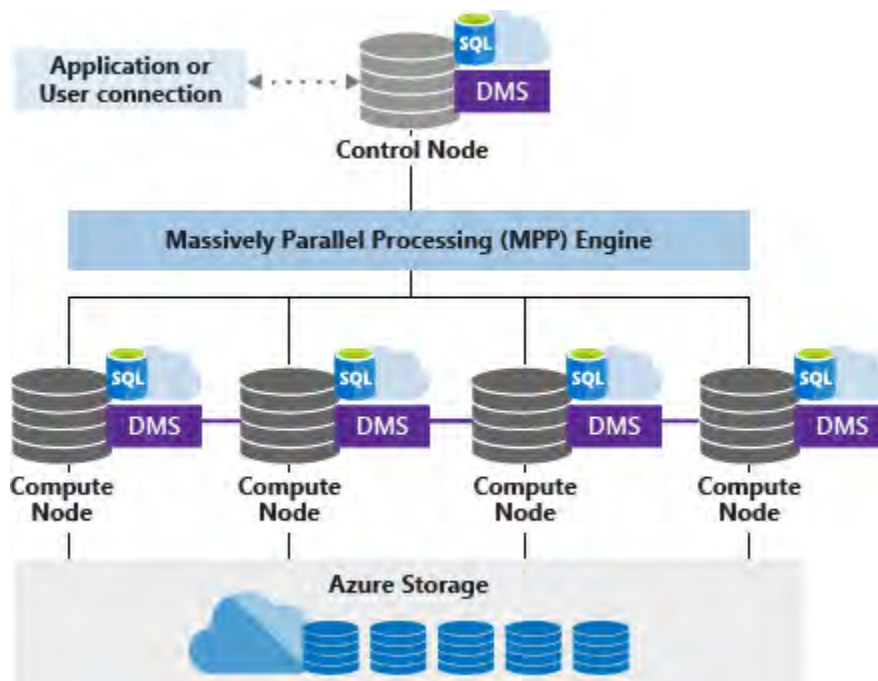 SQL
Application or
User connection
DMS
Control Node
Massively Parallel Processing (MPP) Engine
SQL
SQL
SQL
SQL
DMS
DMS
DMS
DMS
Compute
Node
Compute
Node
Compute
Node
Compute
Node
Azure Storage